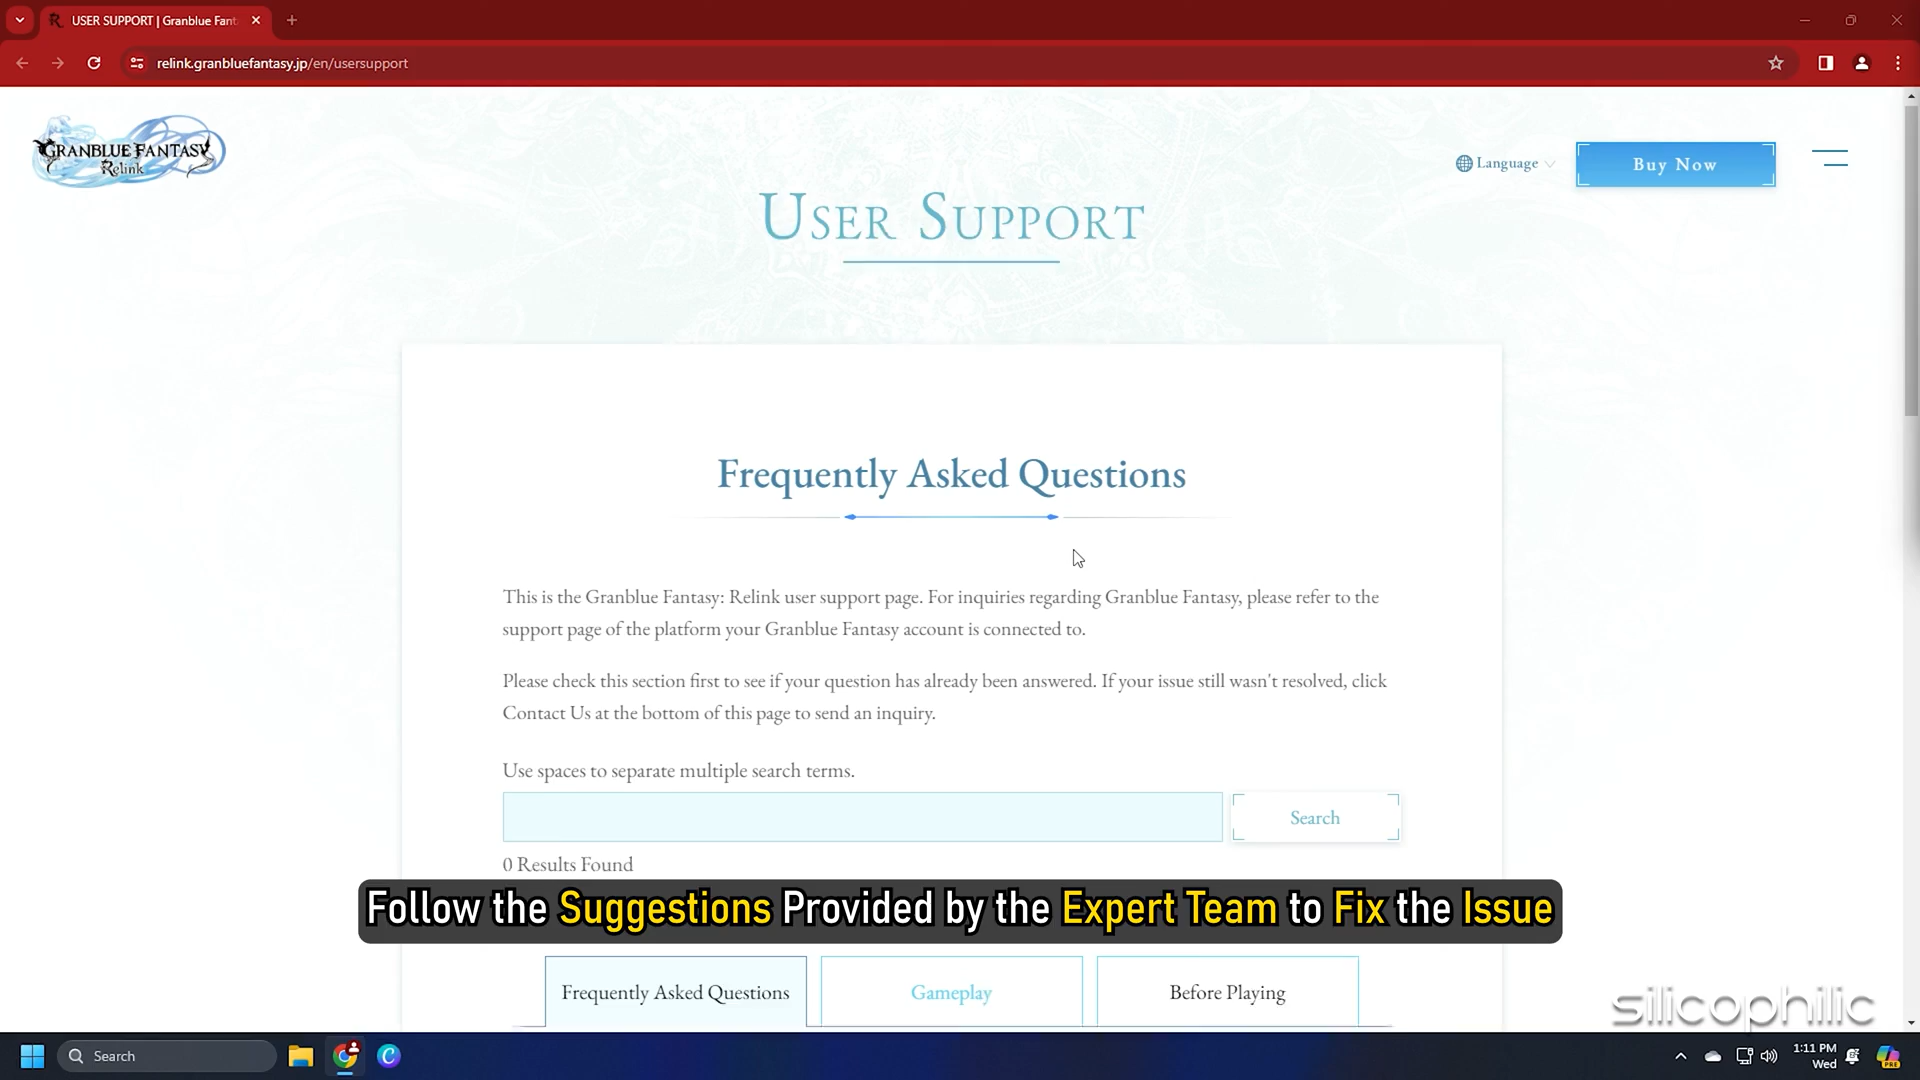 USER SUPPORT | Granblue Fant
relink.granbluefantasy.jp/en/usersupport
GRANBLUE FANTASY
Relink
Language
Buy Now
USER SUPPORT
Frequently Asked Questions
This is the Granblue Fantasy: Relink user support page. For inquiries regarding Granblue Fantasy, please refer to the
support page of the platform your Granblue Fantasy account is connected to.
Please check this section first to see if your question has already been answered. If your issue still wasn't resolved, click
Contact Us at the bottom of this page to send an inquiry.
Use spaces to separate multiple search terms.
Search
0 Results Found
Follow the Suggestions Provided by the Expert Team to Fix the Issue
Frequently Asked Questions
Gameplay
Before Playing
silicophilic
Search
1:11 PM
Wed
PRE